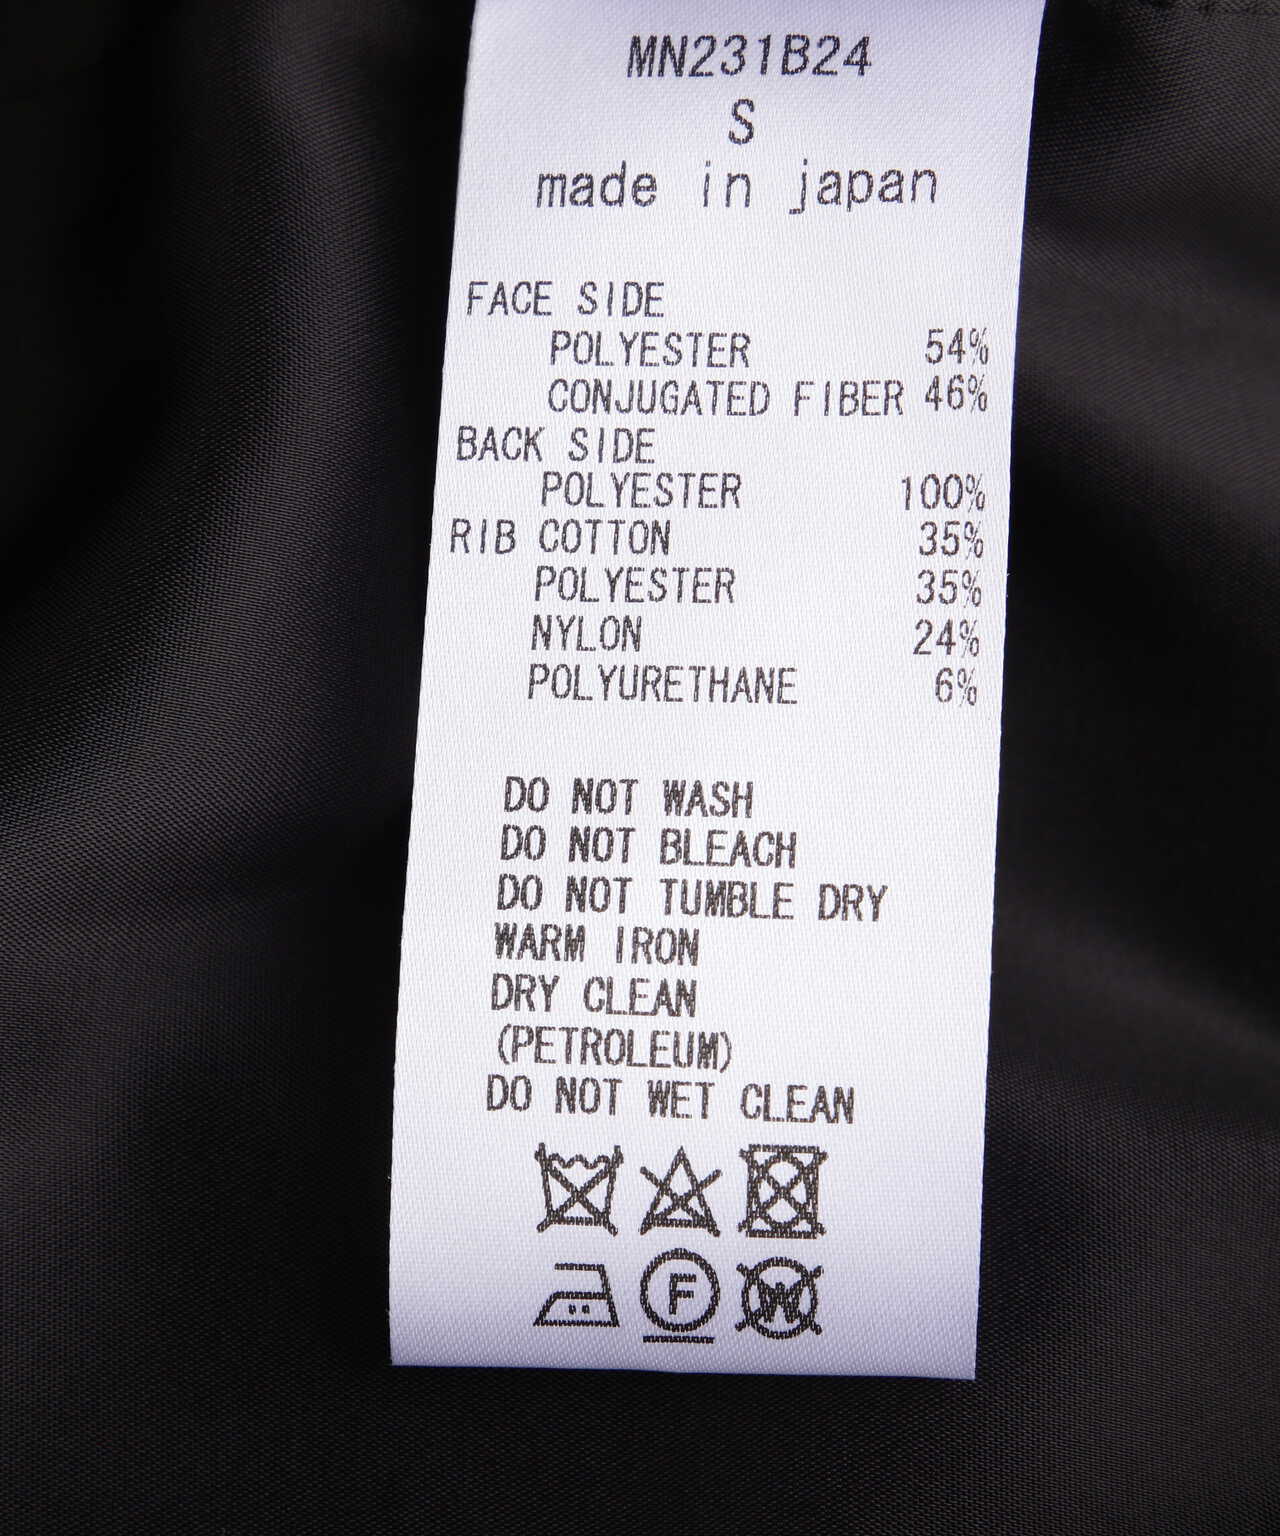 MN231B24
S
made in japan
FACE SIDE
POLYESTER 54%
CONJUGATED FIBER 46%
BACK SIDE
POLYESTER 100%
RIB COTTON 35%
POLYESTER 35%
NYLON 24%
POLYURETHANE 6%
DO NOT WASH
DO NOT BLEACH
DO NOT TUMBLE DRY
WARM IRON
DRY CLEAN
(PETROLEUM)
DO NOT WET CLEAN
F W